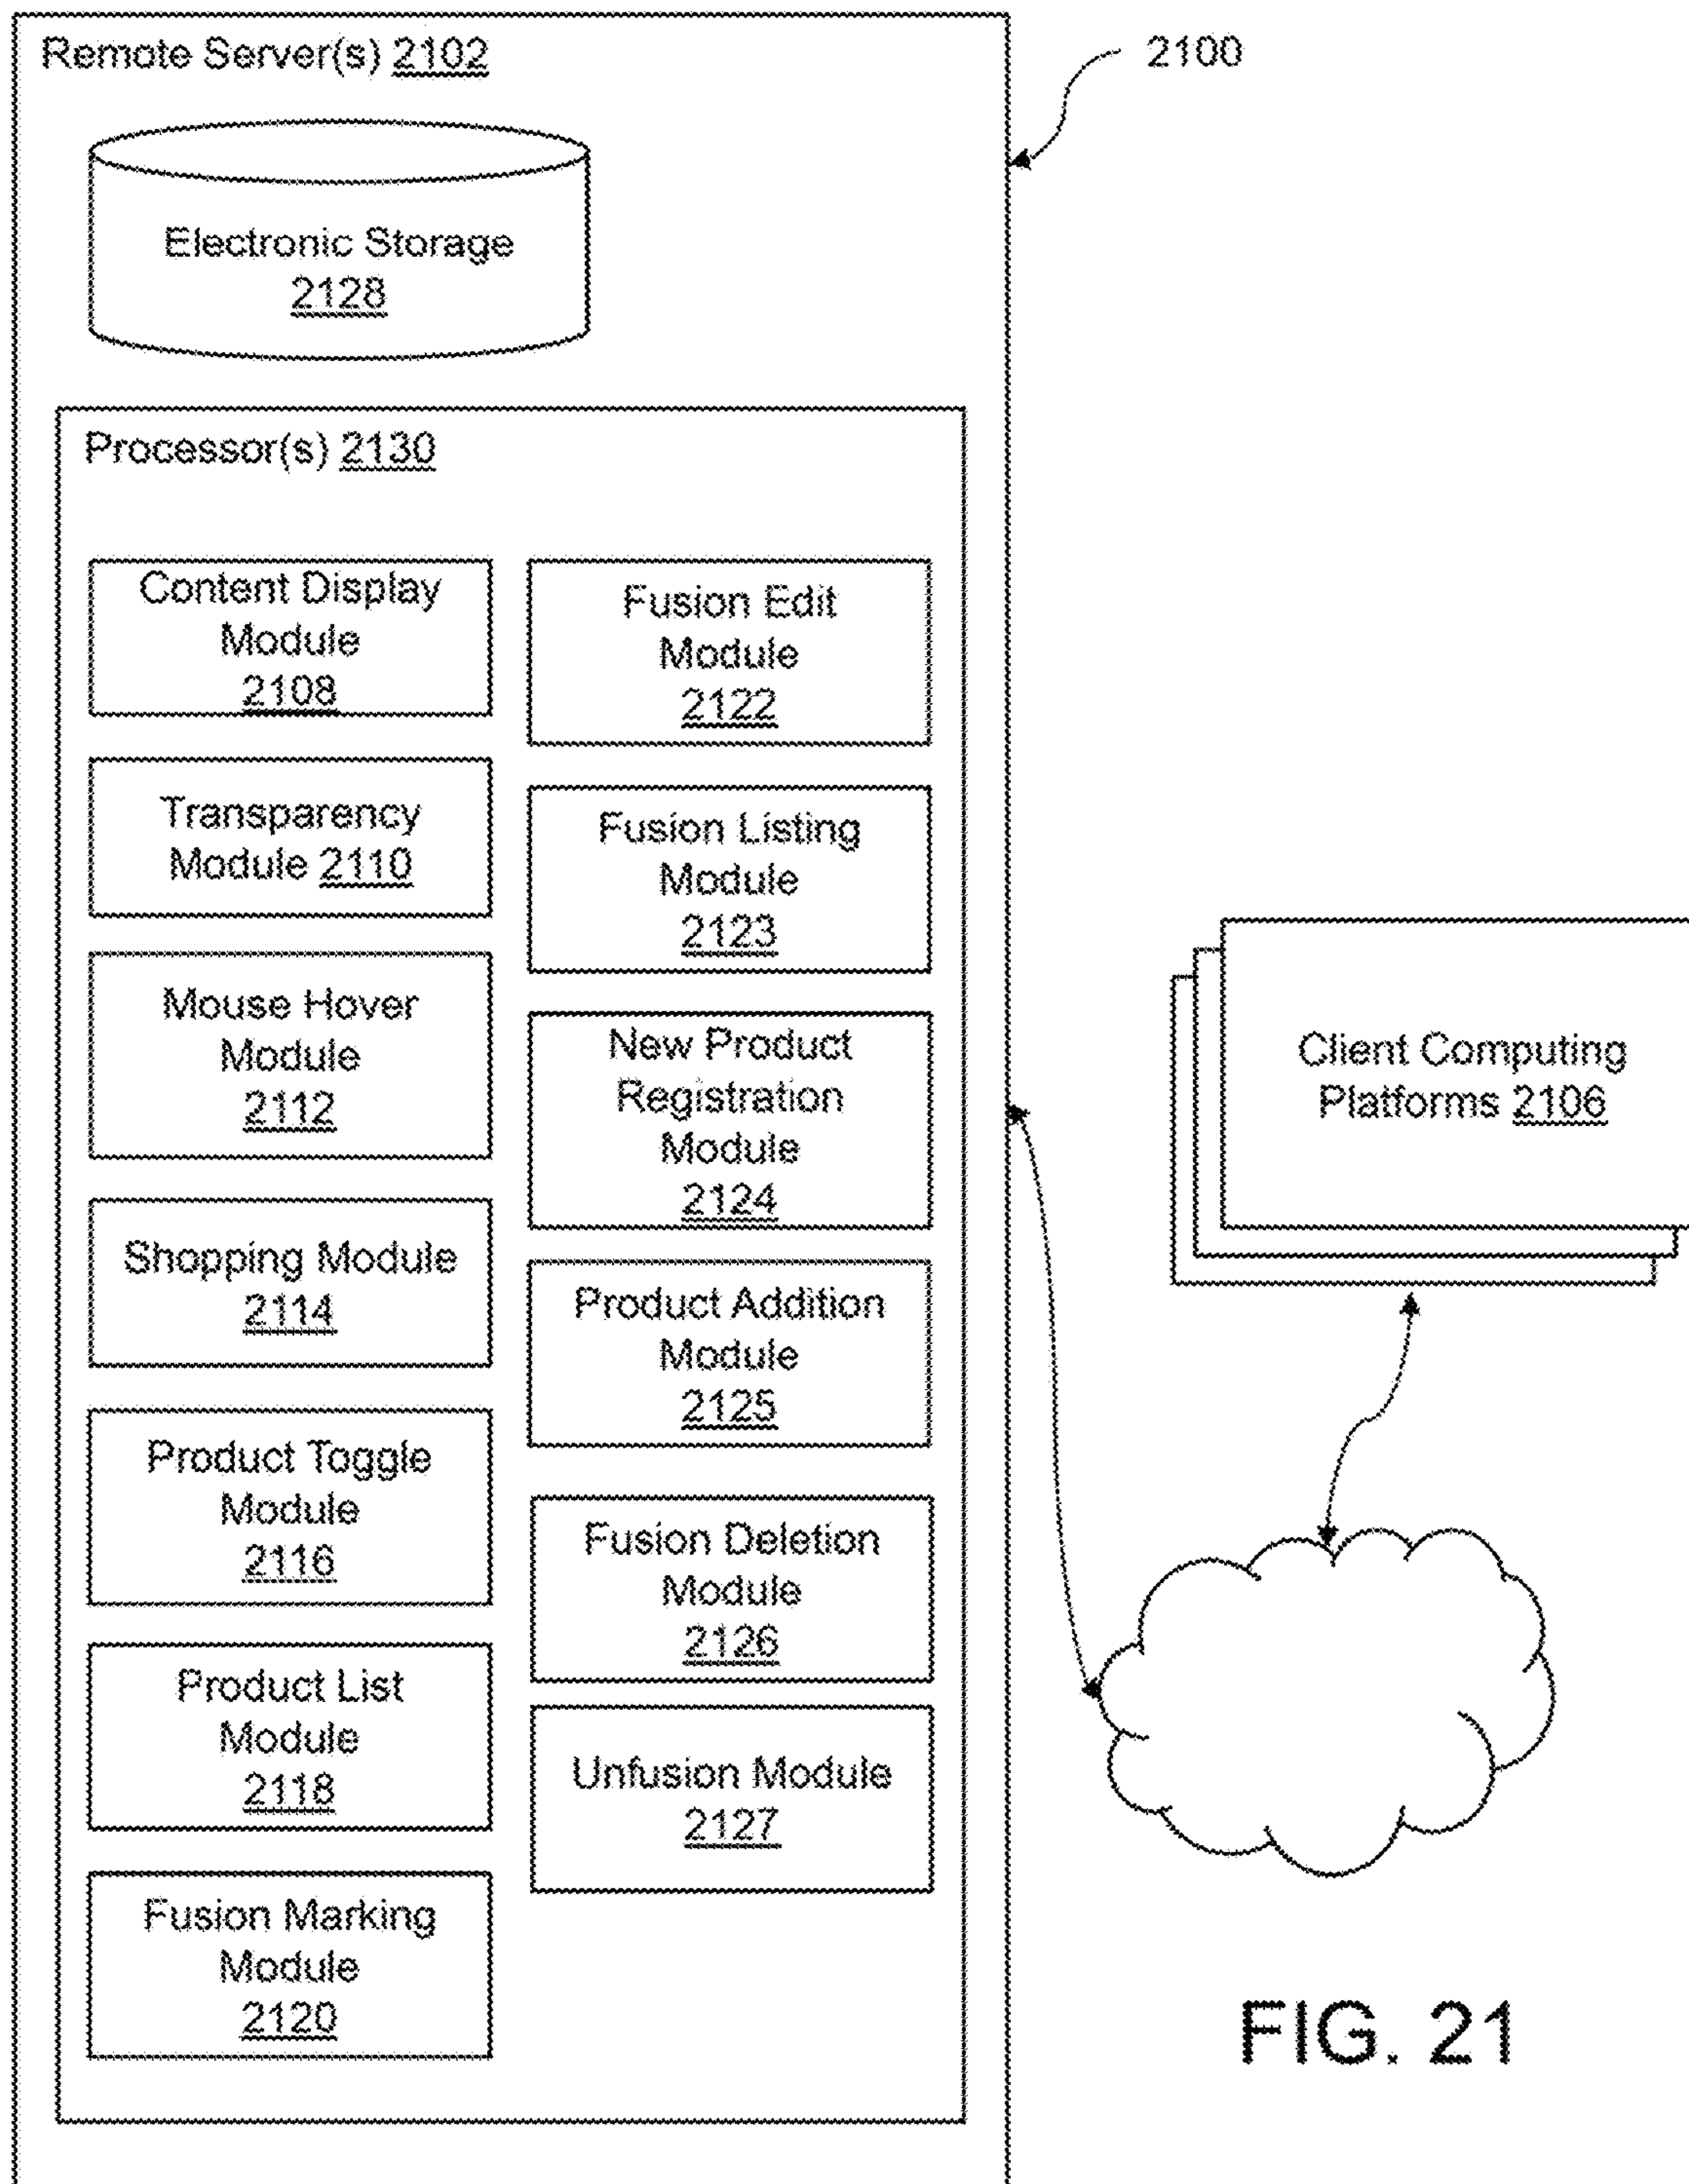 Remote Server(s) 2102
2100
Electronic Storage
2128
Processor(s) 2130
Content Display
Module
2108
Transparency
Module 2110
Mouse Hover
Module
2112
Shopping Module
2114
Product Toggle
Module
2116
Product List
Module
2118
Fusion Marking
Module
2120
Fusion Edit
Module
2122
Fusion Listing
Module
2123
New Product
Registration
Module
2124
Product Addition
Module
2125
Fusion Deletion
Module
2126
Unfusion Module
2127
Client Computing
Platforms 2106
FIG. 21